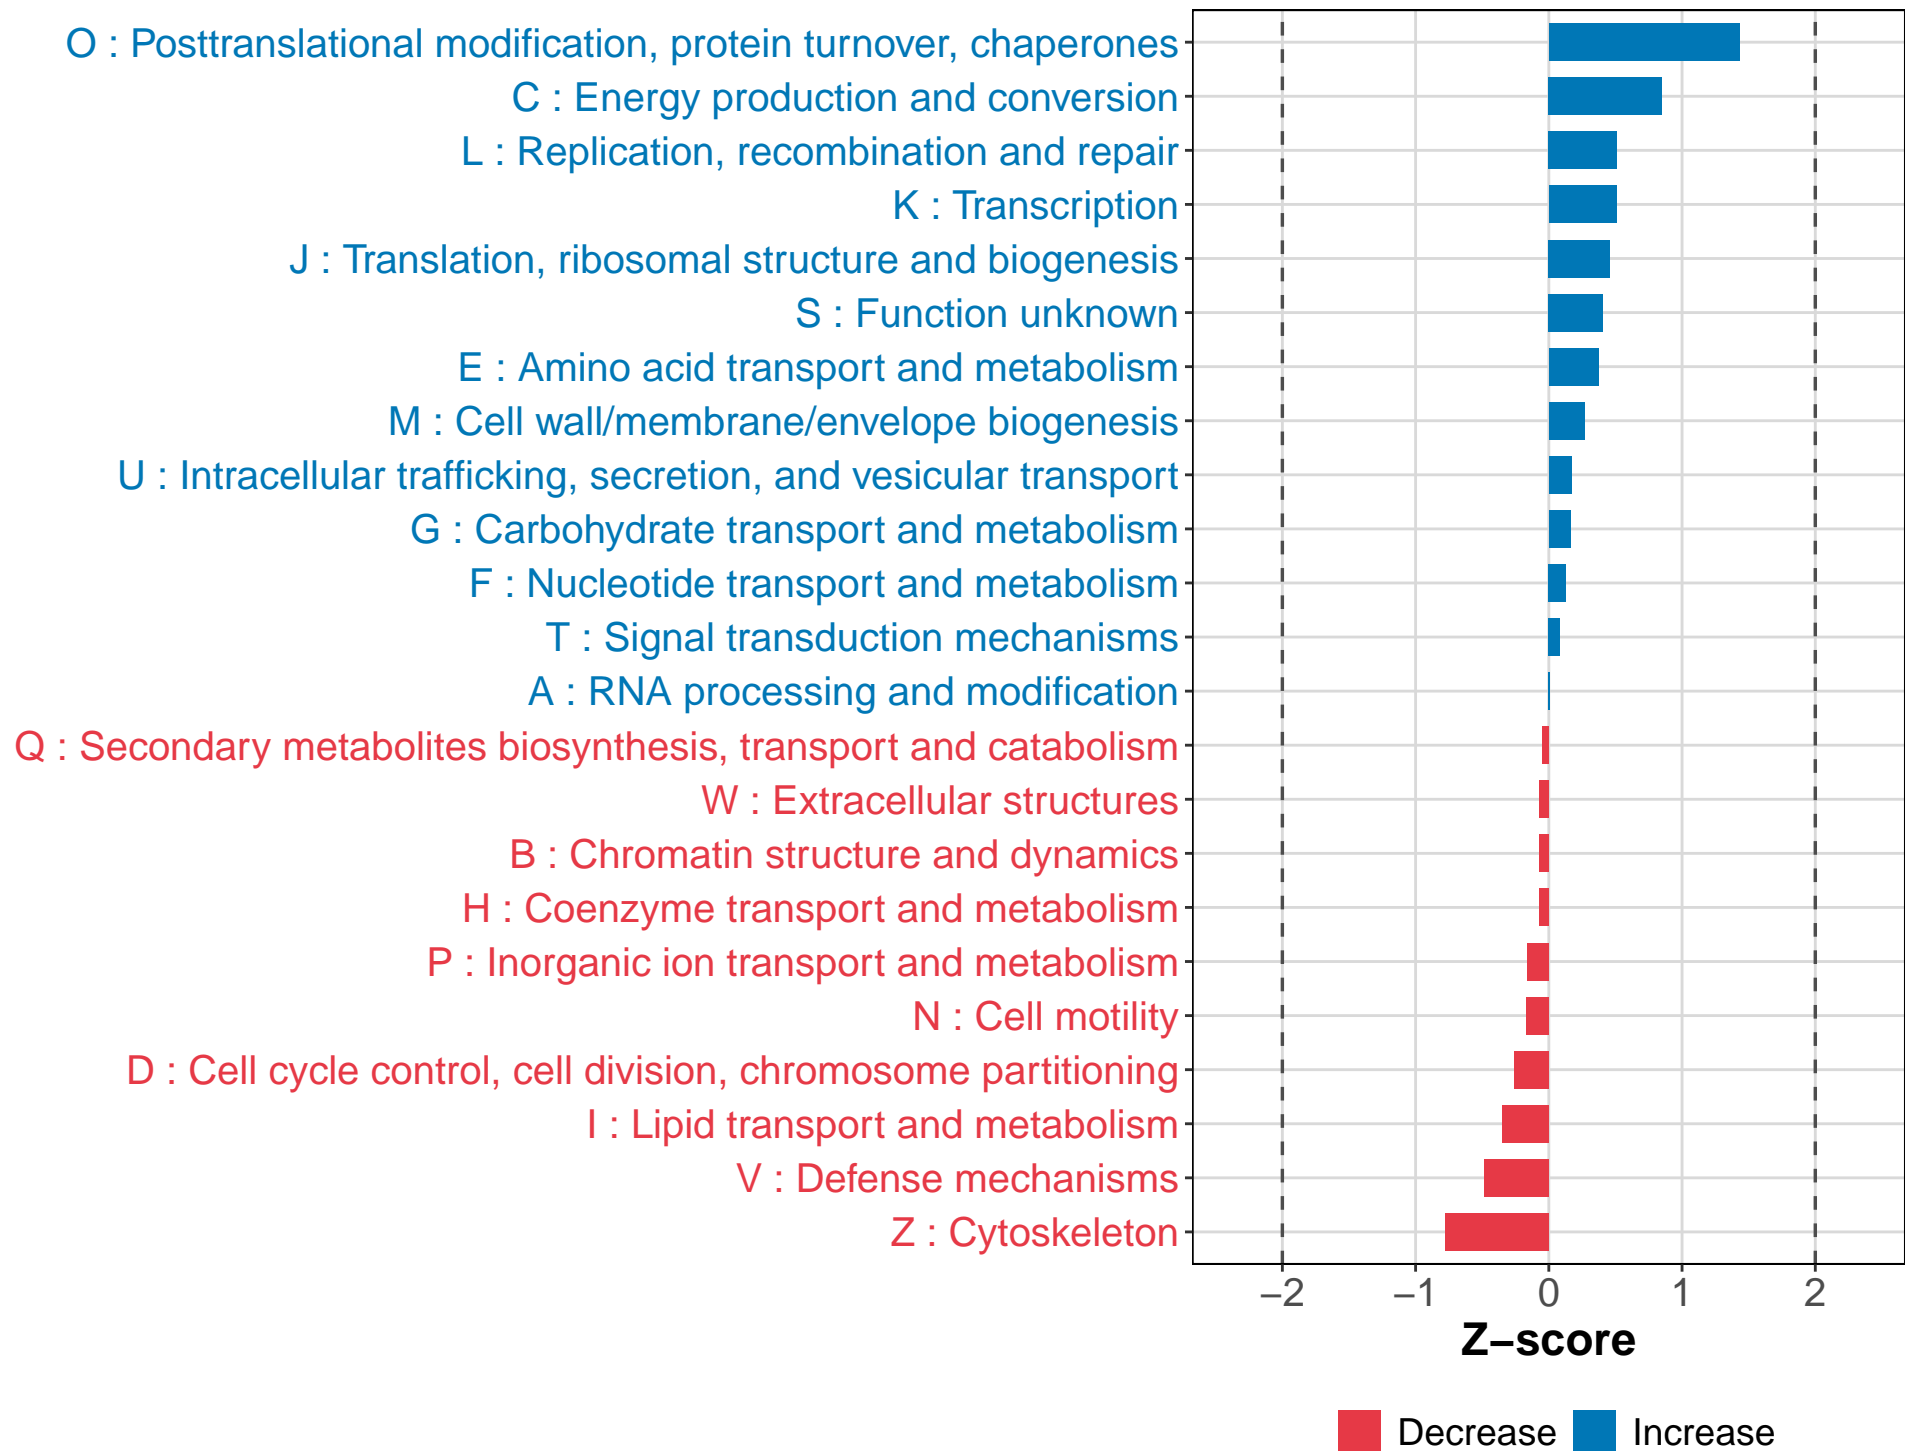 O : Posttranslational modification, protein turnover, chaperones
C : Energy production and conversion
L : Replication, recombination and repair
K : Transcription
J : Translation, ribosomal structure and biogenesis
S : Function unknown
E : Amino acid transport and metabolism
M : Cell wall/membrane/envelope biogenesis
U : Intracellular trafficking, secretion, and vesicular transport
G : Carbohydrate transport and metabolism
F : Nucleotide transport and metabolism
T : Signal transduction mechanisms
A : RNA processing and modification
Q : Secondary metabolites biosynthesis, transport and catabolism
W : Extracellular structures
B : Chromatin structure and dynamics
H : Coenzyme transport and metabolism
P : Inorganic ion transport and metabolism
N : Cell motility
D : Cell cycle control, cell division, chromosome partitioning
I : Lipid transport and metabolism
V : Defense mechanisms
Z : Cytoskeleton
−2 −1 0 1 2
Z−score
Decrease Increase